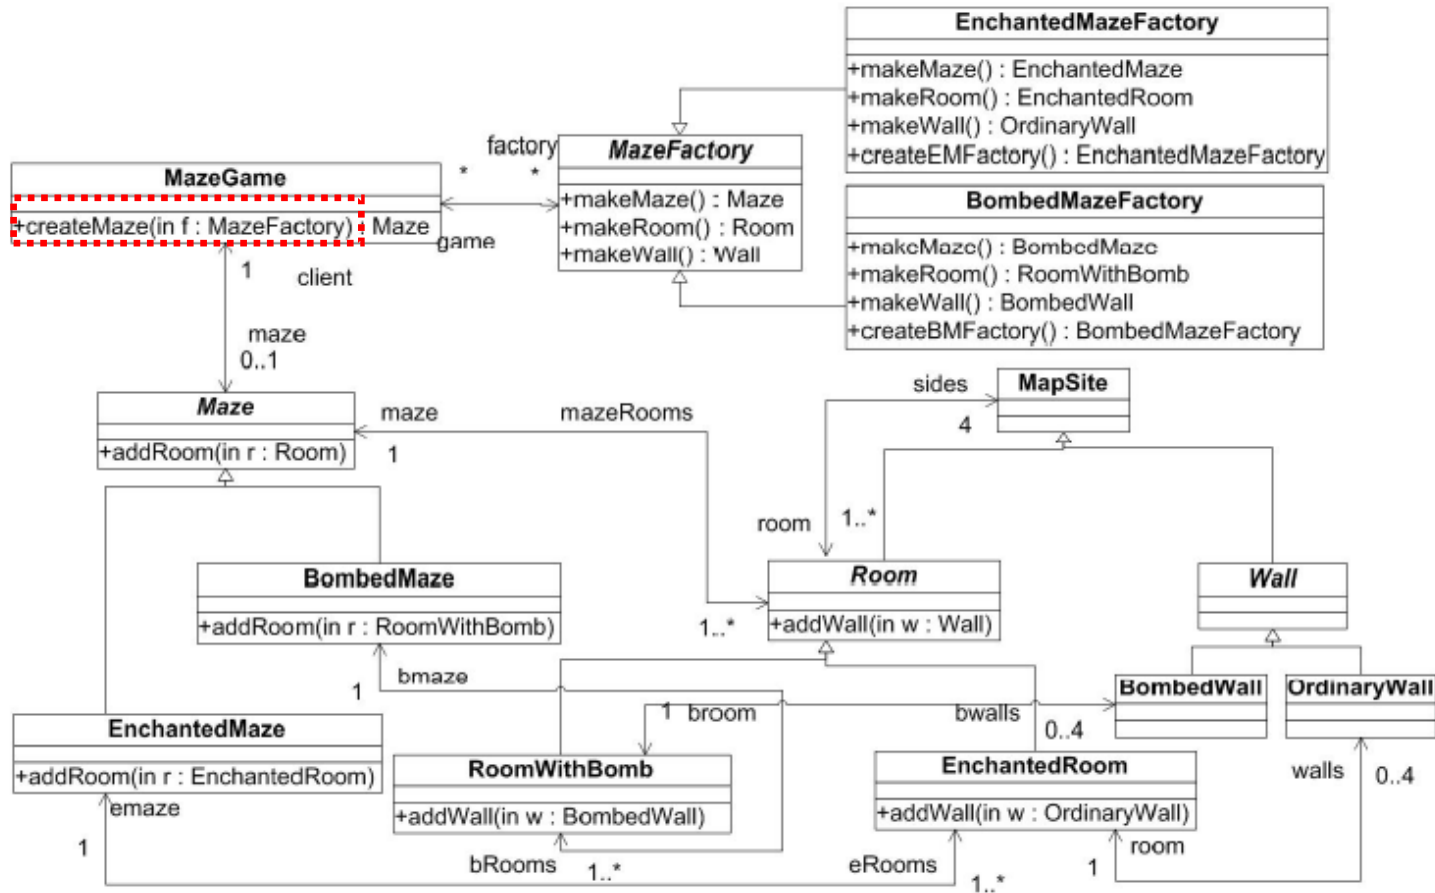 EnchantedMazeFactory
+makeMaze() : EnchantedMaze
+makeRoom() : EnchantedRoom
+makeWall() : OrdinaryWall
+createEMFactory() : EnchantedMazeFactory
factory
*
*
MazeFactory
+makeMaze() : Maze
+makeRoom() : Room
+makeWall() : Wall
MazeGame
+createMaze(in f : MazeFactory) : Maze
game
1
client
BombedMazeFactory
+makeMaze() : BombedMaze
+makeRoom() : RoomWithBomb
+makeWall() : BombedWall
+createBMFactory() : BombedMazeFactory
maze
0..1
Maze
+addRoom(in r : Room)
maze
1
mazeRooms
sides
4
MapSite
room
1..*
BombedMaze
+addRoom(in r : RoomWithBomb)
1..*
Room
+addWall(in w : Wall)
Wall
1
bmaze
1
broom
bwalls
0..4
BombedWall
OrdinaryWall
EnchantedMaze
+addRoom(in r : EnchantedRoom)
emaze
1
RoomWithBomb
+addWall(in w : BombedWall)
bRooms
1..*
EnchantedRoom
+addWall(in w : OrdinaryWall)
walls
0..4
eRooms
1..*
room
1